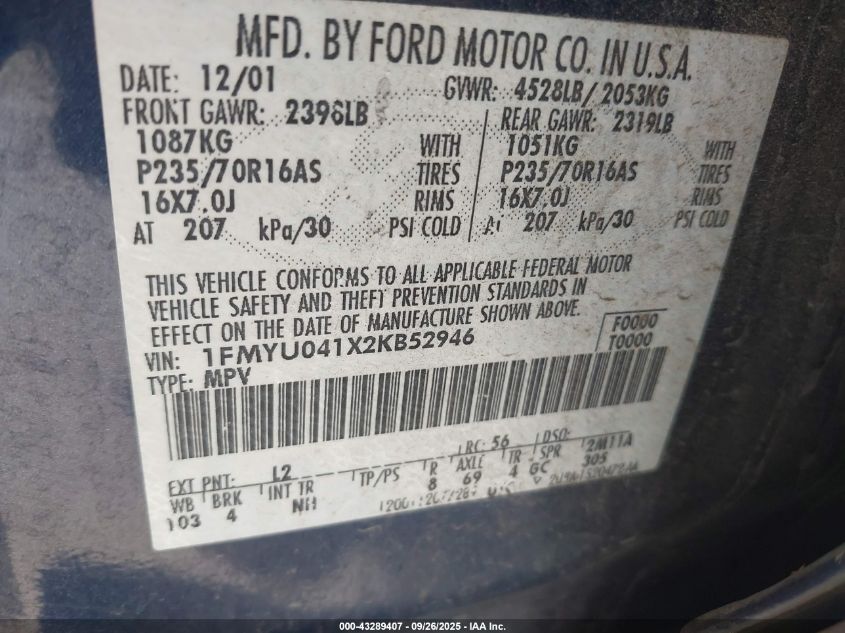 MFD. BY FORD MOTOR CO. IN U.S.A.
DATE: 12/01 GVWR: 4528LB/ 2053KG
FRONT GAWR: 2398LB REAR GAWR: 2319LB
1087KG WITH 1051KG WITH
P235/70R16AS TIRES P235/70R16AS TIRES
16X7.0J RIMS 16X7.0J RIMS
AT 207 kPa/30 PSI COLD AT 207 kPa/30 PSI COLD
THIS VEHICLE CONFORMS TO ALL APPLICABLE FEDERAL MOTOR
VEHICLE SAFETY AND THEFT PREVENTION STANDARDS IN
EFFECT ON THE DATE OF MANUFACTURE SHOWN ABOVE.
VIN: 1FMYU041X2KB52946 F0000
TYPE: MPV T0000
EXT PNT: L2 RC: 56 DSO:
WB BRK INT TR TP/PS R AXLE TR SPR 2M11A
103 4 NH 8 69 4 GC 305
000-43289407 - 09/26/2025 - IAA Inc.